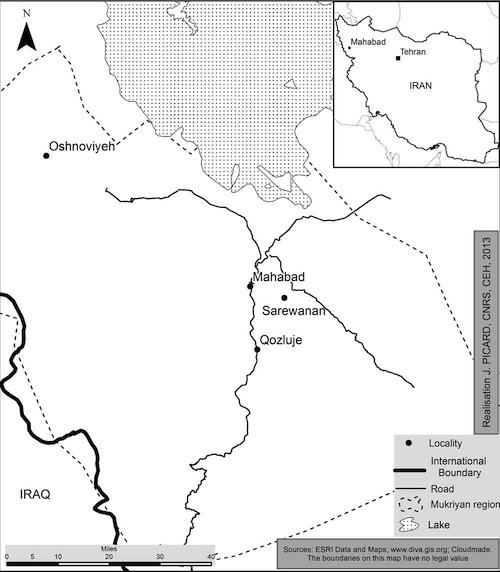 N
Mahabad
Tehran
IRAN
Oshnoviyeh
Mahabad
Sarewanan
Qozluje
IRAQ
Realisation J. PICARD, CNRS, CEH, 2013
Locality
International
Boundary
Road
Mukriyan region
Lake
Miles
0 5 10 20 30 40
Sources: ESRI Data and Maps; www.diva.gis.org; Cloudmade.
The boundaries on this map have no legal value